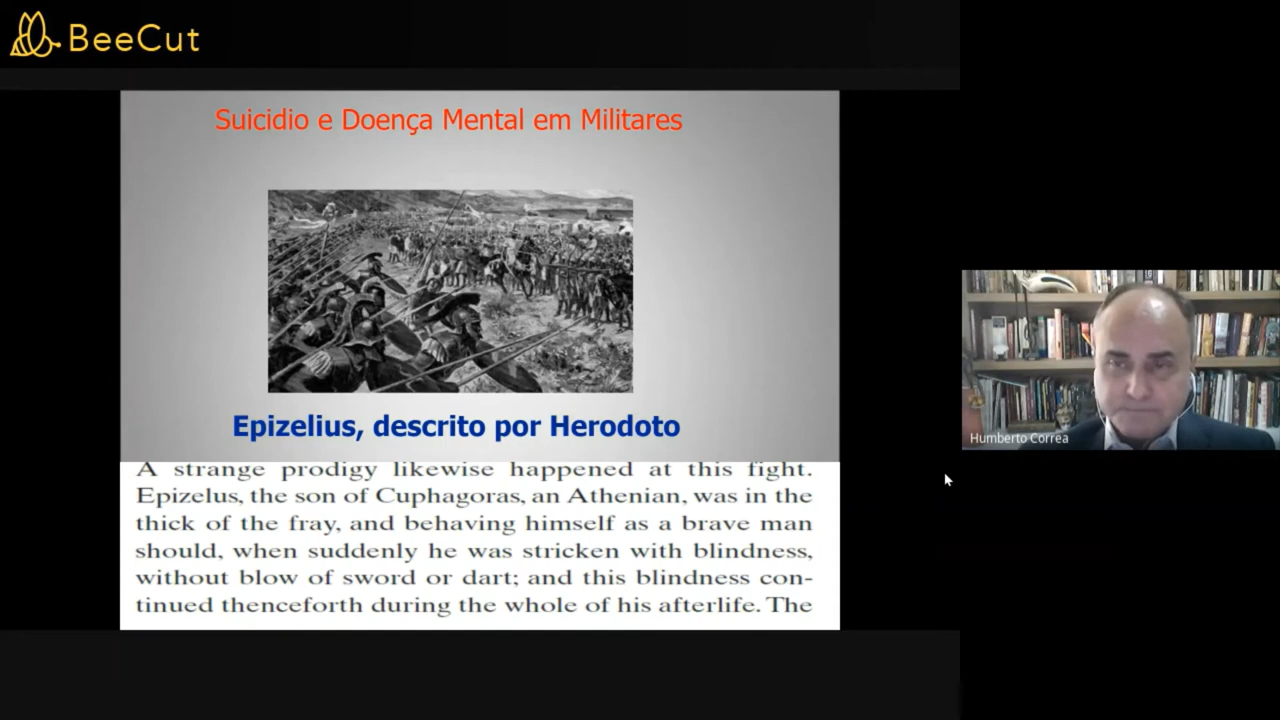 BeeCut
Suicidio e Doença Mental em Militares
Epizelius, descrito por Herodoto
A strange prodigy likewise happened at this fight.
Epizelus, the son of Cuphagoras, an Athenian, was in the
thick of the fray, and behaving himself as a brave man
should, when suddenly he was stricken with blindness,
without blow of sword or dart; and this blindness con-
tinued thenceforth during the whole of his afterlife. The
Humberto Correa